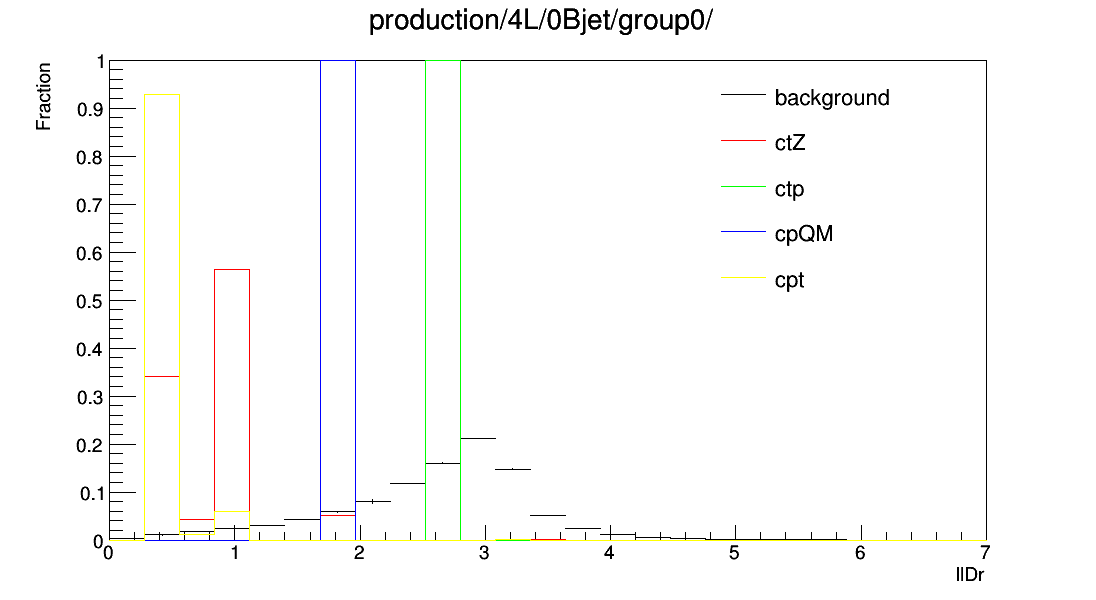 production/4L/0Bjet/group0/
Fraction
1
0.9
0.8
0.7
0.6
0.5
0.4
0.3
0.2
0.1
0
background
ctZ
ctp
cpQM
cpt
0 1 2 3 4 5 6 7
llDr